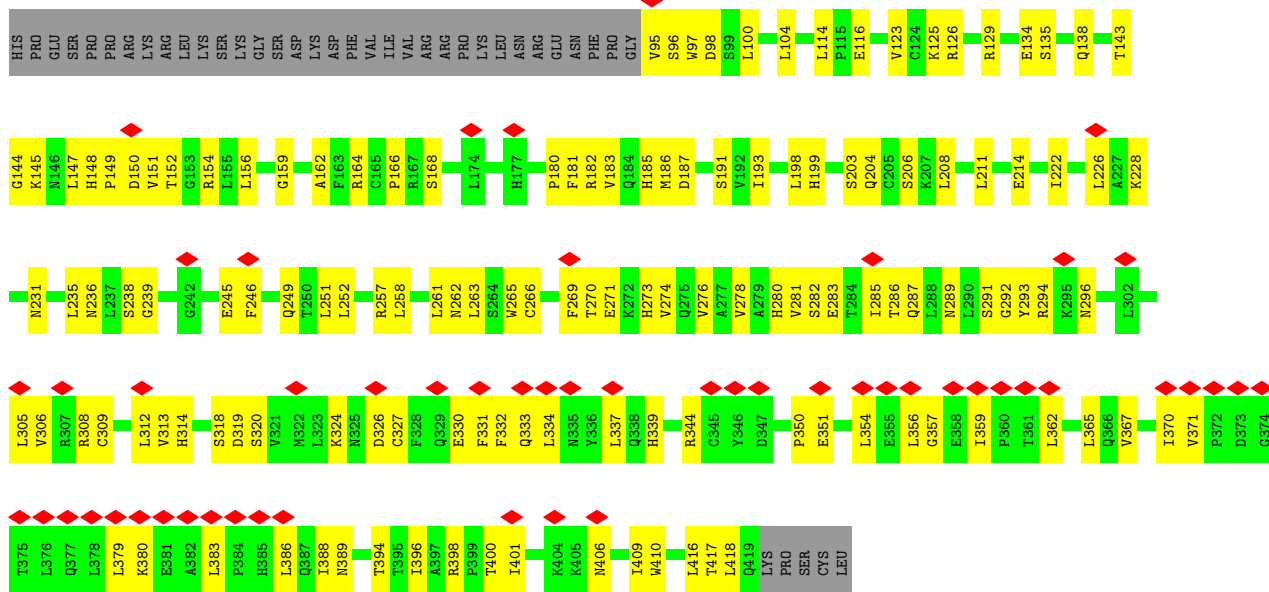 HIS PRO GLU SER PRO PRO ARG LYS ARG LEU LYS SER LYS GLY SER ASP LYS ASP PHE VAL ILE VAL ARG ARG PRO LYS LEU ASN ARG GLU ASN PHE PRO GLY V95 S96 W97 D98 S99 L100 L104 L114 P115 E116 V123 C124 K125 R126 R129 E134 S135 Q138 T143
G144 K145 N146 L147 H148 P149 D150 V151 T152 G153 R154 L155 L156 G159 A162 F163 R164 C165 P166 R167 S168 L174 H177 P180 F181 R182 V183 Q184 H185 M186 D187 S191 V192 I193 L198 H199 S203 Q204 C205 S206 K207 L208 L211 E214 I222 L226 A227 K228
N231 L235 N236 L237 S238 G239 G242 E245 F246 Q249 T250 L251 L252 R257 L258 L261 N262 L263 S264 W265 C266 F269 T270 E271 K272 H273 V274 Q275 V276 A277 V278 A279 H280 V281 S282 E283 T284 I285 T286 Q287 L288 N289 L290 S291 G292 Y293 R294 K295 N296 L302
L305 V306 R307 R308 C309 L312 V313 H314 S318 D319 S320 V321 M322 L323 K324 N325 D326 C327 F328 Q329 E330 F331 F332 Q333 L334 N335 Y336 L337 Q338 H339 R344 C345 Y346 D347 P350 E351 L354 E355 L356 G357 E358 I359 P360 T361 L362 L365 Q366 V367 I370 V371 P372 D373 G374
T375 L376 Q377 L378 L379 K380 E381 A382 L383 P384 H385 L386 Q387 I388 N389 T394 T395 I396 A397 R398 P399 T400 I401 K404 K405 N406 I409 W410 L416 T417 L418 Q419 LYS PRO SER CYS LEU